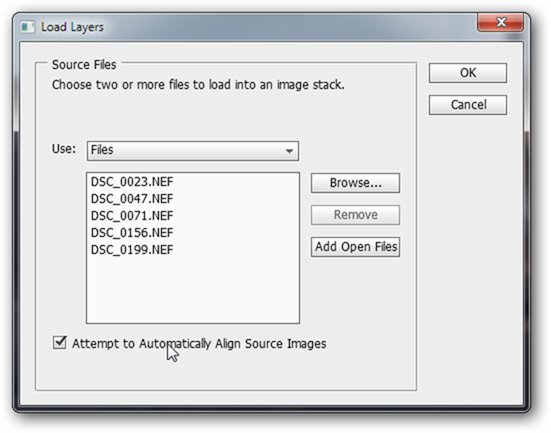 Load Layers
Source Files
Choose two or more files to load into an image stack.
OK
Cancel
Use: Files
DSC_0023.NEF
DSC_0047.NEF
DSC_0071.NEF
DSC_0156.NEF
DSC_0199.NEF
Browse...
Remove
Add Open Files
Attempt to Automatically Align Source Images